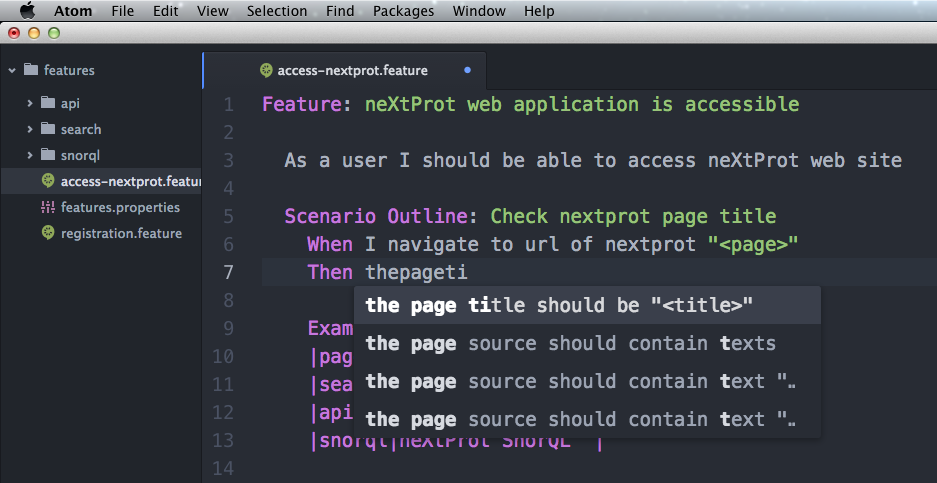 Atom File Edit View Selection Find Packages Window Help
features
api
search
snorql
access-nextprot.featu
features.properties
registration.feature
access-nextprot.feature
1 Feature: neXtProt web application is accessible
2
3 As a user I should be able to access neXtProt web site
4
5 Scenario Outline: Check nextprot page title
6 When I navigate to url of nextprot "<page>"
7 Then thepageti
the page title should be "<title>"
the page source should contain texts
the page source should contain text "…
the page source should contain text "…
8
9 Exam
10 |pag
11 |sea
12 |api
13 |snorql|neXtProt SnorQL |
14